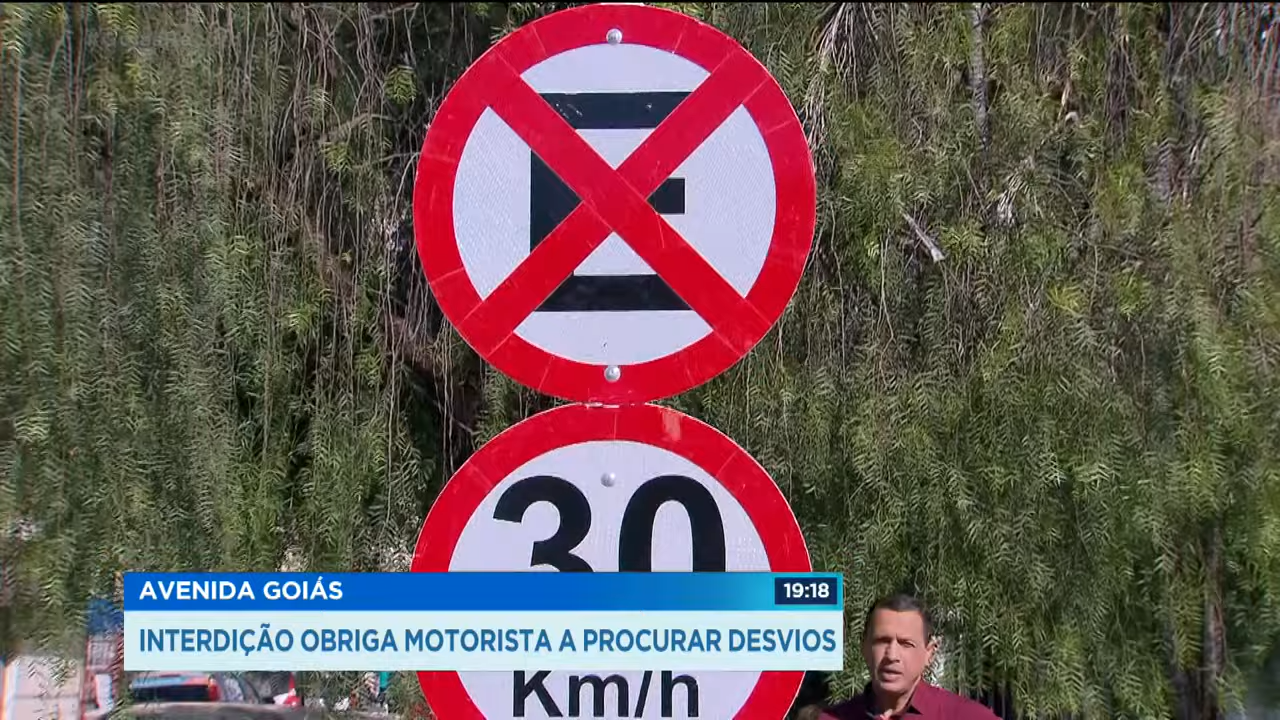 E
30
Km/h
AVENIDA GOIÁS
19:18
INTERDIÇÃO OBRIGA MOTORISTA A PROCURAR DESVIOS